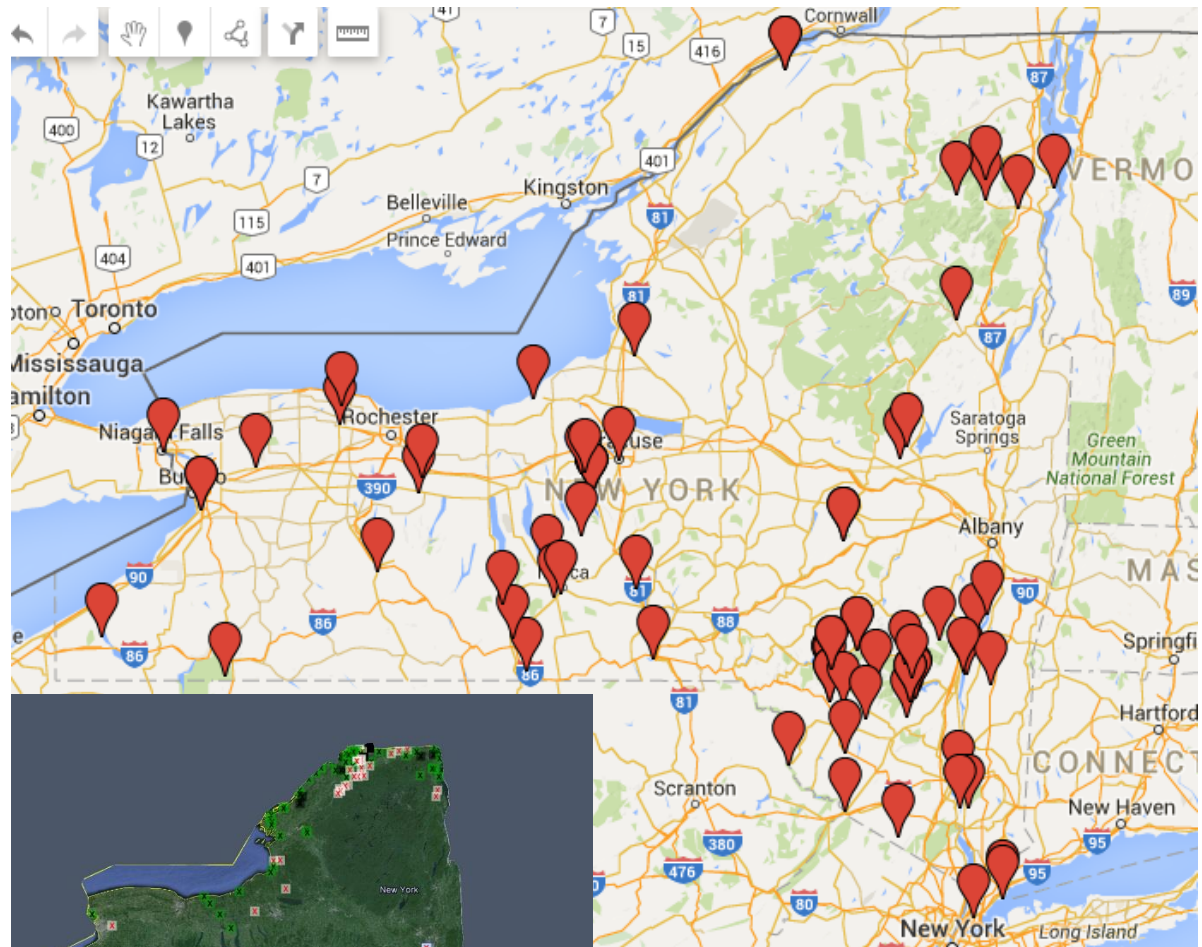 41
Cornwall
7
15
416
87
Kawartha
Lakes
400
12
401
VERMO
7
Kingston
Belleville
81
115
Prince Edward
404
401
81
89
Toronto
87
Mississauga
amilton
Rochester
Saratoga
Springs
Niaga Falls
Green
Mountain
National Forest
Bu o
390
NEW YORK
Albany
MAS
90
81
90
86
88
e
Springfi
86
86
81
Hartford
CONNECT
Scranton
New Haven
95
380
476
95
New York
80
New York
Long Island